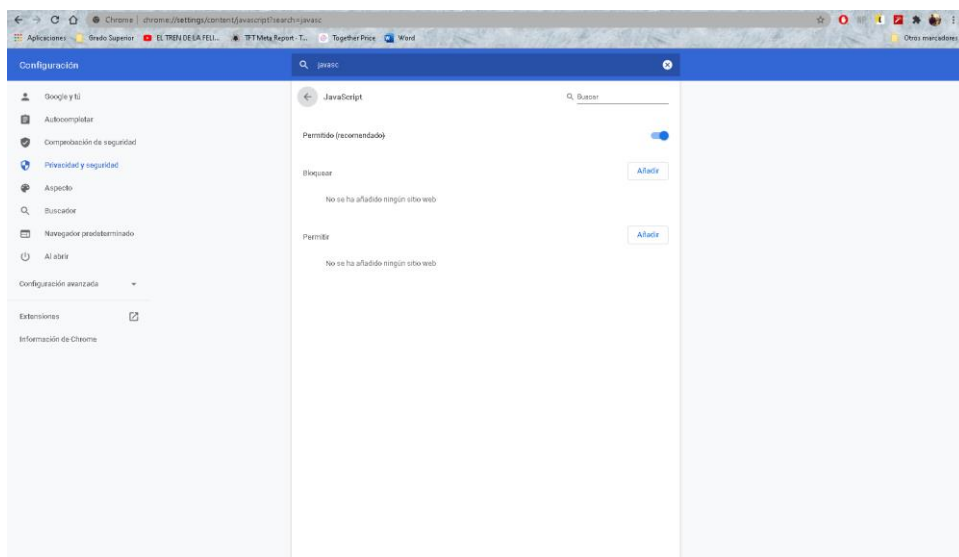 Chrome | chrome://settings/content/javascript?search=javasc
Aplicaciones Grado Superior EL TREN DE LA FELI... TFT Meta Report - T... Together Price Word Otros marcadores
Configuración javasc
Google y tú
Autocompletar
Comprobación de seguridad
Privacidad y seguridad
Aspecto
Buscador
Navegador predeterminado
Al abrir
Configuración avanzada
Extensiones
Información de Chrome
JavaScript Buscar
Permitido (recomendado)
Bloquear Añadir
No se ha añadido ningún sitio web
Permitir Añadir
No se ha añadido ningún sitio web